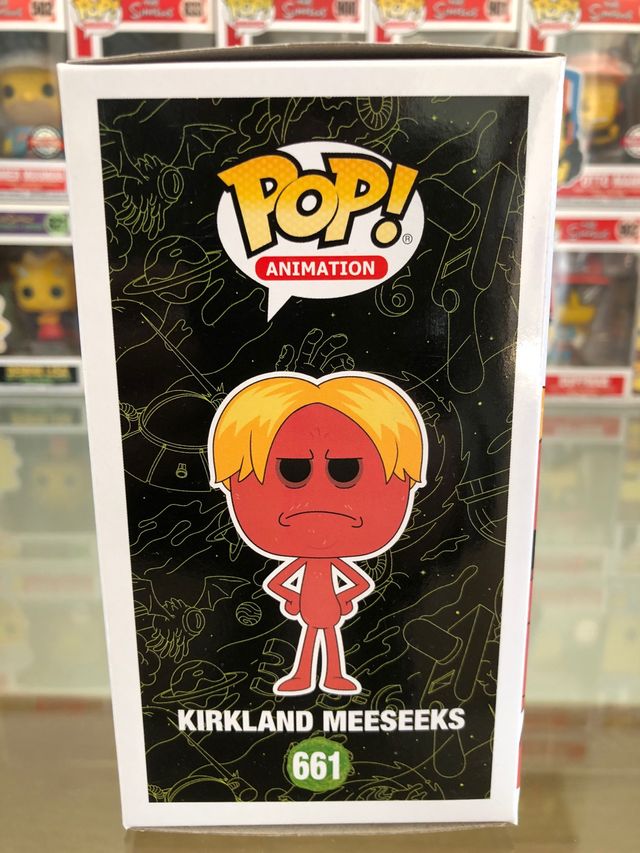 POP!
®
ANIMATION
KIRKLAND MEESEEKS
661